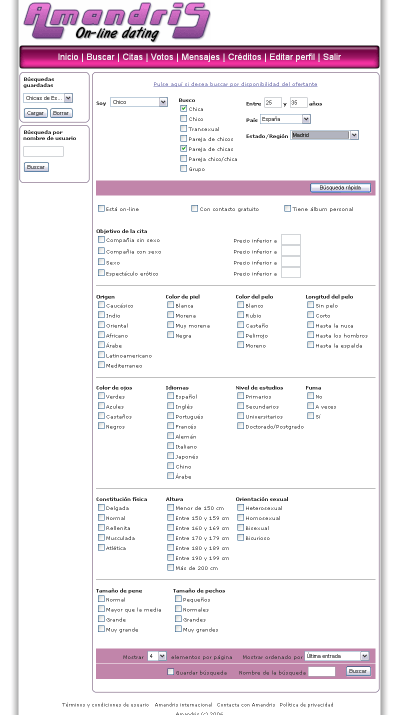 AmandriS
On-line dating
Inicio | Buscar | Citas | Votos | Mensajes | Créditos | Editar perfil | Salir
Búsquedas guardadas
Chicas de Es...
Cargar Borrar
Búsqueda por nombre de usuario
Buscar
Pulse aquí si desea buscar por disponibilidad del ofertante
Soy Chico
Busco
Chica
Chico
Transexual
Pareja de chicos
Pareja de chicas
Pareja chico/chica
Grupo
Entre 25 y 35 años
País España
Estado/Región Madrid
Búsqueda rápida
Está on-line Con contacto gratuito Tiene álbum personal
Objetivo de la cita
Compañía sin sexo Precio inferior a
Compañía con sexo Precio inferior a
Sexo Precio inferior a
Espectáculo erótico Precio inferior a
Origen Color de piel Color del pelo Longitud del pelo
Caucásico Blanca Blanco Sin pelo
Indio Morena Rubio Corto
Oriental Muy morena Castaño Hasta la nuca
Africano Negra Pelirrojo Hasta los hombros
Árabe Moreno Hasta la espalda
Latinoamericano
Mediterraneo
Color de ojos Idiomas Nivel de estudios Fuma
Verdes Español Primarios No
Azules Inglés Secundarios A veces
Castaños Portugués Universitarios Sí
Negros Francés Doctorado/Postgrado
Alemán
Italiano
Japonés
Chino
Árabe
Constitución física Altura Orientación sexual
Delgada Menor de 150 cm Heterosexual
Normal Entre 150 y 159 cm Homosexual
Rellenita Entre 160 y 169 cm Bisexual
Musculada Entre 170 y 179 cm Bicurioso
Atlética Entre 180 y 189 cm
Entre 190 y 199 cm
Más de 200 cm
Tamaño de pene Tamaño de pechos
Normal Pequeños
Mayor que la media Normales
Grande Grandes
Muy grande Muy grandes
Mostrar 4 elementos por página Mostrar ordenado por Última entrada
Guardar búsqueda Nombre de la búsqueda Buscar
Términos y condiciones de usuario Amandris internacional Contacta con Amandris Política de privacidad
Amandris (c) 2006